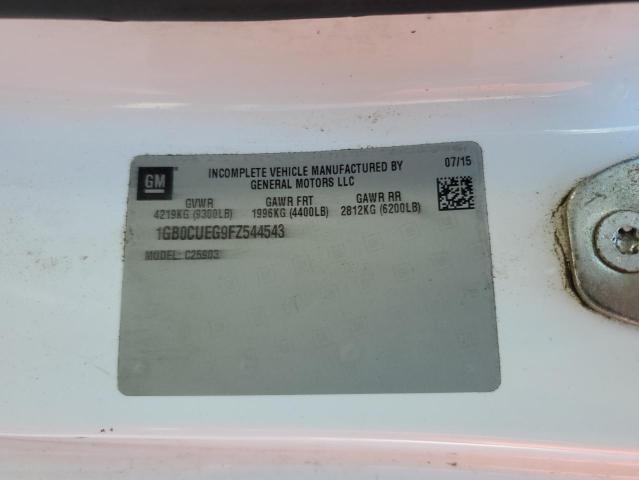 GM
INCOMPLETE VEHICLE MANUFACTURED BY
GENERAL MOTORS LLC
07/15
GVWR GAWR FRT GAWR RR
4219KG (9300LB) 1996KG (4400LB) 2812KG (6200LB)
1GB0CUEG9FZ544543
MODEL: C25903